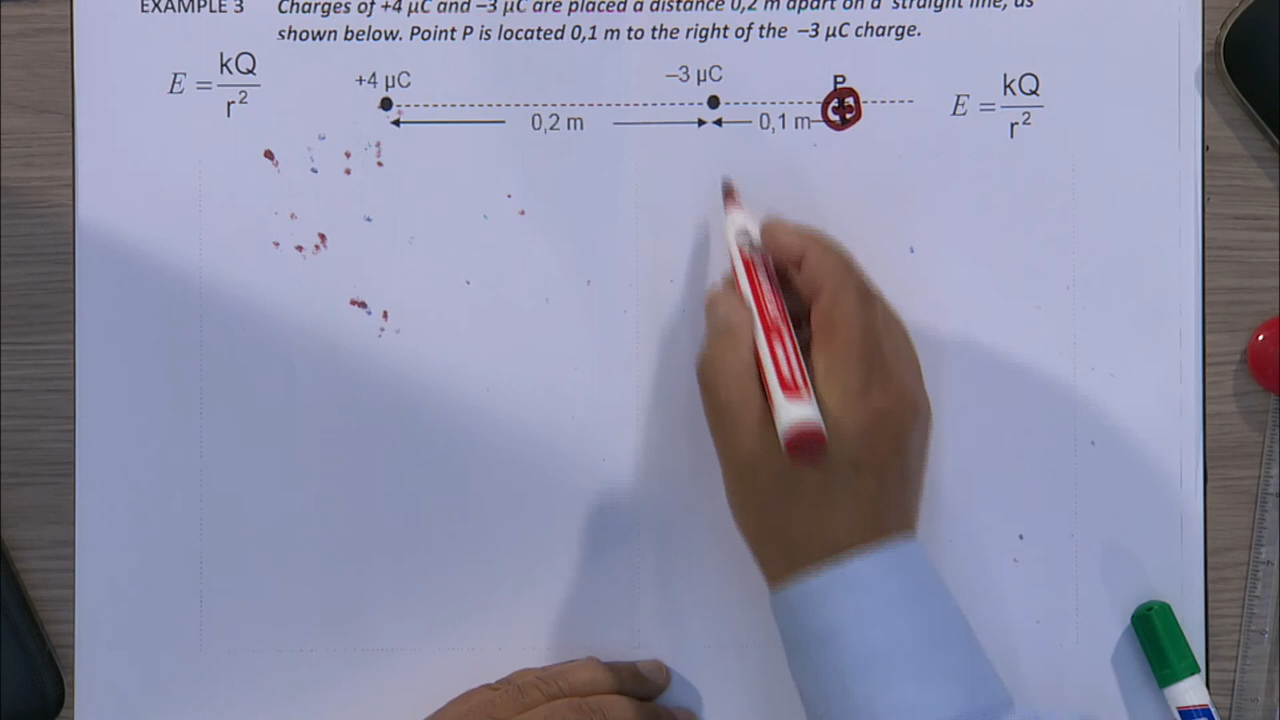 EXAMPLE 3 Charges of +4 μC and –3 μC are placed a distance 0,2 m apart on a straight line, as
shown below. Point P is located 0,1 m to the right of the –3 μC charge.
E = kQ/r²
+4 μC
–3 μC
P
E = kQ/r²
0,2 m
0,1 m